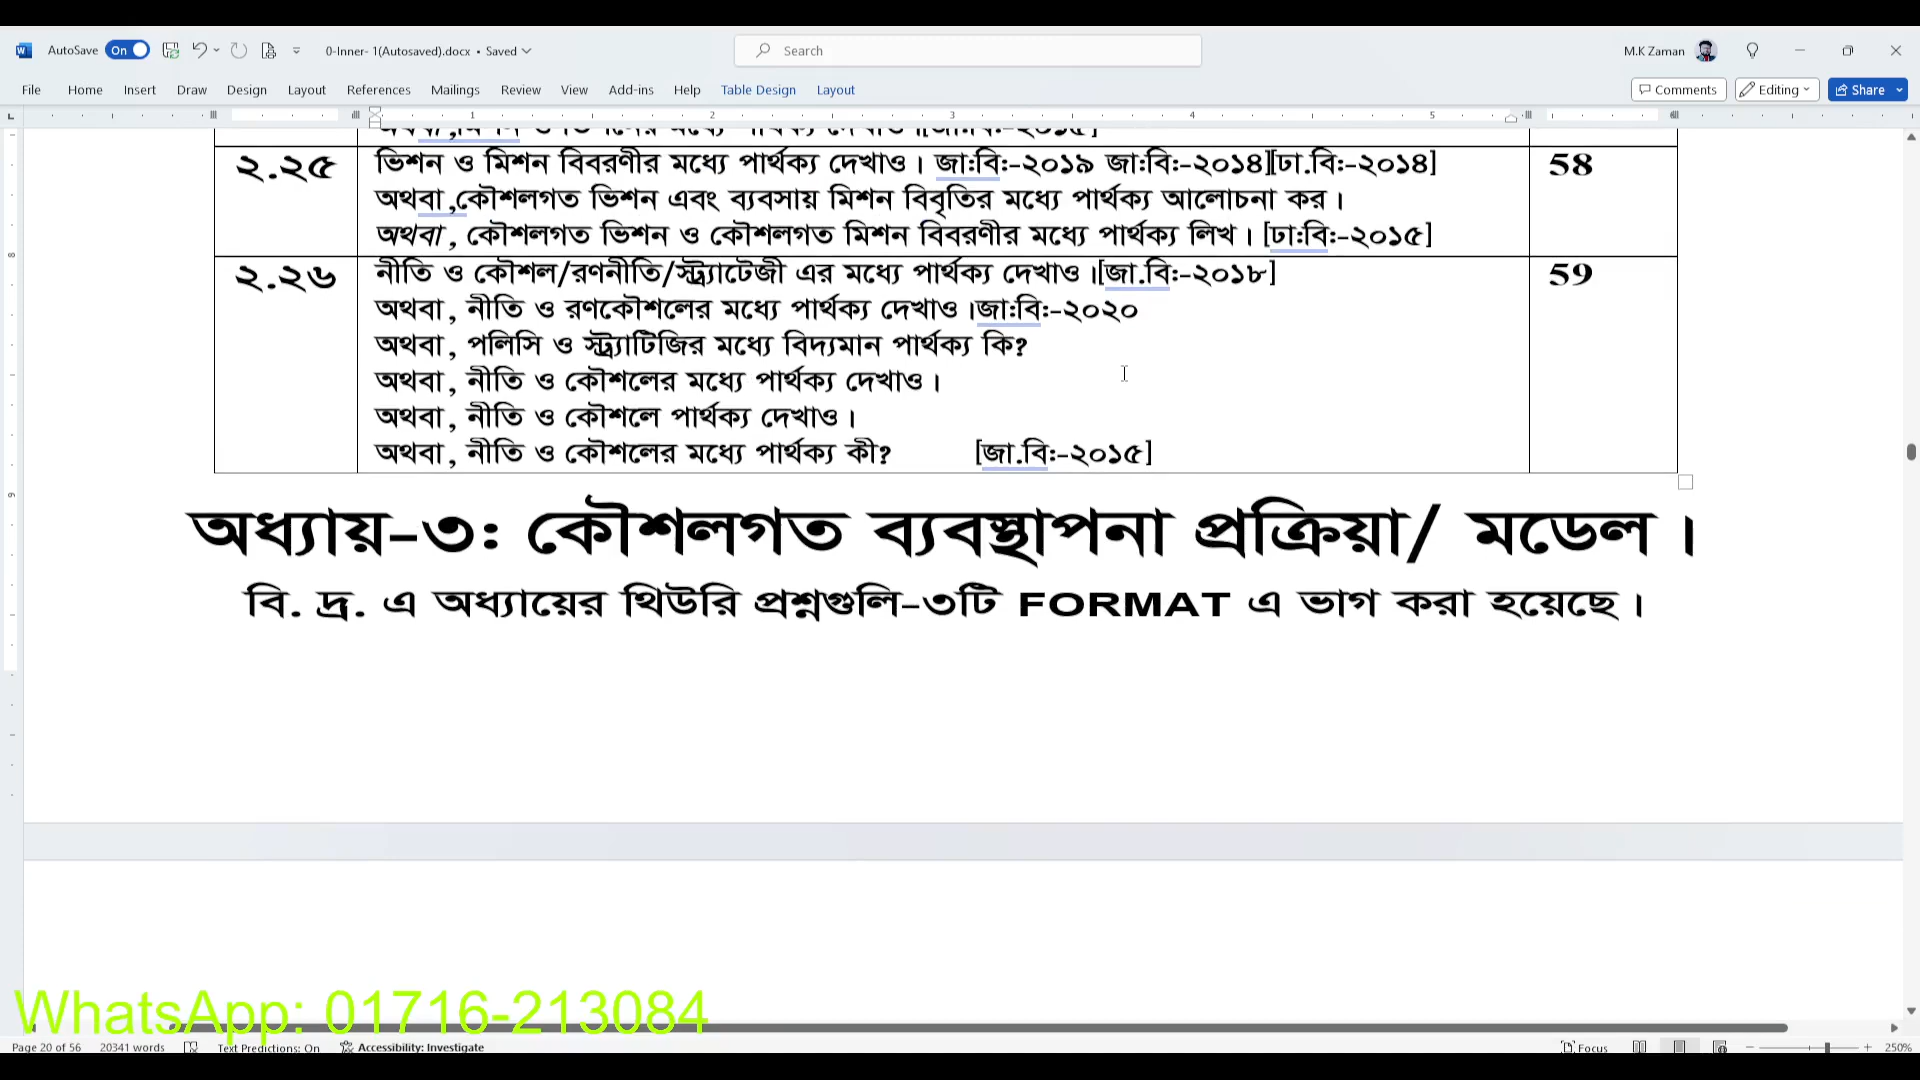 AutoSave On 0-Inner- 1(Autosaved).docx • Saved Search M.K Zaman
File Home Insert Draw Design Layout References Mailings Review View Add-ins Help Table Design Layout Comments Editing Share
1 2 3 4 5
২.২৫ ভিশন ও মিশন বিবরণীর মধ্যে পার্থক্য দেখাও। জা:বি:-২০১৯ জা:বি:-২০১৪][ঢা.বি:-২০১৪] 58
অথবা,কৌশলগত ভিশন এবং ব্যবসায় মিশন বিবৃতির মধ্যে পার্থক্য আলোচনা কর।
অথবা, কৌশলগত ভিশন ও কৌশলগত মিশন বিবরণীর মধ্যে পার্থক্য লিখ। [ঢা:বি:-২০১৫]
২.২৬ নীতি ও কৌশল/রণনীতি/স্ট্র্যাটেজী এর মধ্যে পার্থক্য দেখাও।[জা.বি:-২০১৮] 59
অথবা, নীতি ও রণকৌশলের মধ্যে পার্থক্য দেখাও।জা:বি:-২০২০
অথবা, পলিসি ও স্ট্র্যাটিজির মধ্যে বিদ্যমান পার্থক্য কি?
অথবা, নীতি ও কৌশলের মধ্যে পার্থক্য দেখাও।
অথবা, নীতি ও কৌশলে পার্থক্য দেখাও।
অথবা, নীতি ও কৌশলের মধ্যে পার্থক্য কী? [জা.বি:-২০১৫]
অধ্যায়-৩: কৌশলগত ব্যবস্থাপনা প্রক্রিয়া/ মডেল।
বি. দ্র. এ অধ্যায়ের থিউরি প্রশ্নগুলি-৩টি FORMAT এ ভাগ করা হয়েছে।
WhatsApp: 01716-213084
Page 20 of 56 20341 words Text Predictions: On Accessibility: Investigate Focus 250%